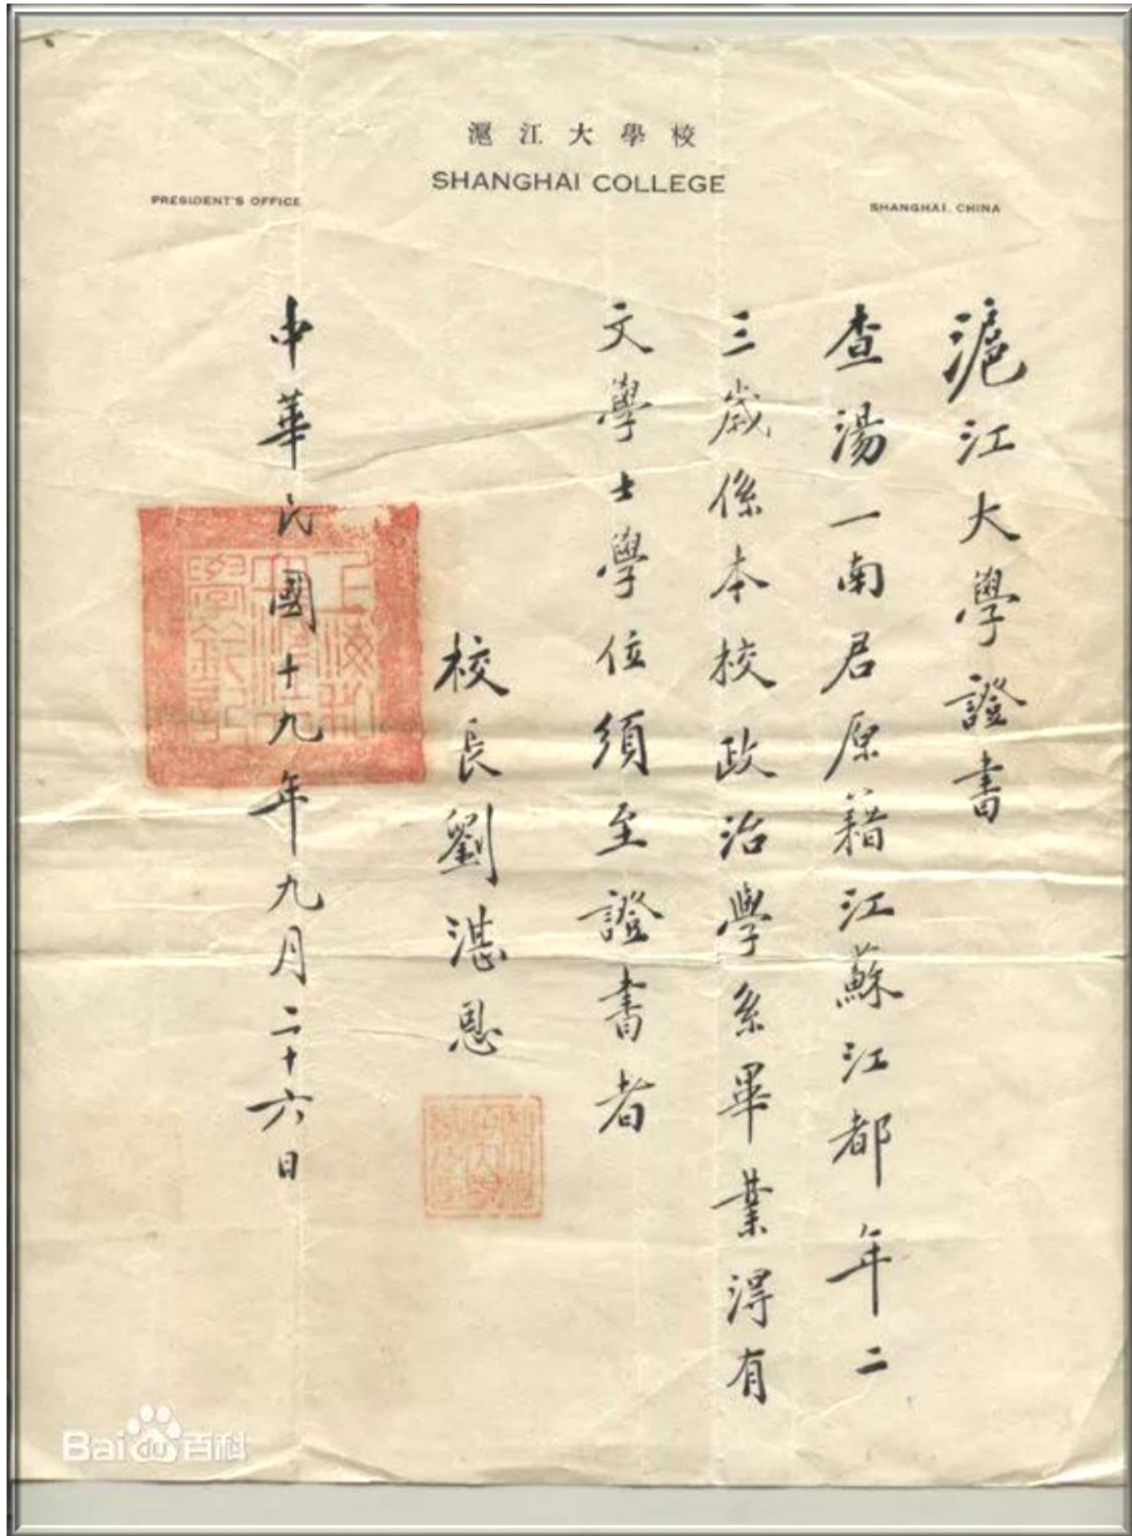 滬江大學校
SHANGHAI COLLEGE
PRESIDENT'S OFFICE
SHANGHAI, CHINA
滬江大學證書
查湯一南君原籍江蘇江都年二
三歲係本校政治學系畢業得有
文學士學位須至證書者
校長劉湛恩
中華民國十九年九月二十六日
Baidu百科